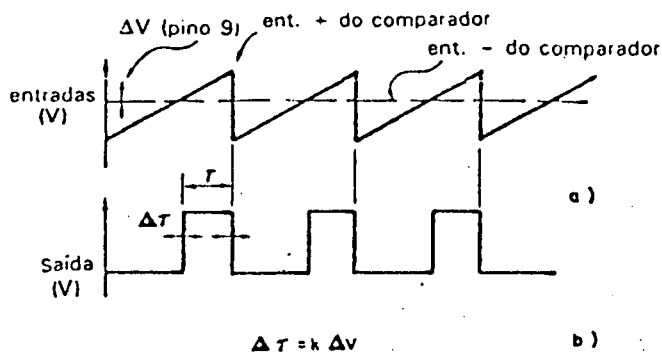 ΔV (pino 9)
ent. + do comparador
ent. - do comparador
entradas
(V)
τ
a)
Δτ
Saída
(V)
Δτ = k ΔV
b)